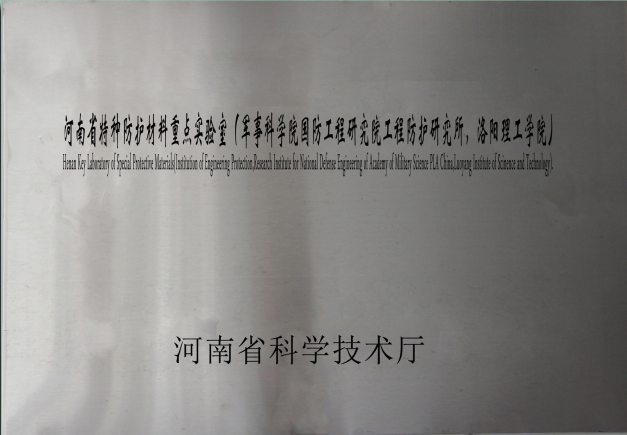 河南省特种防护材料重点实验室（军事科学院国防工程研究院工程防护研究所，洛阳理工学院）
Henan Key Laboratory of Special Protective Materials(Institution of Engineering Protection,Research Institute for National Defense Engineering of Academy of Military Science PLA China,Luoyang Institute of Science and Technology).
河南省科学技术厅